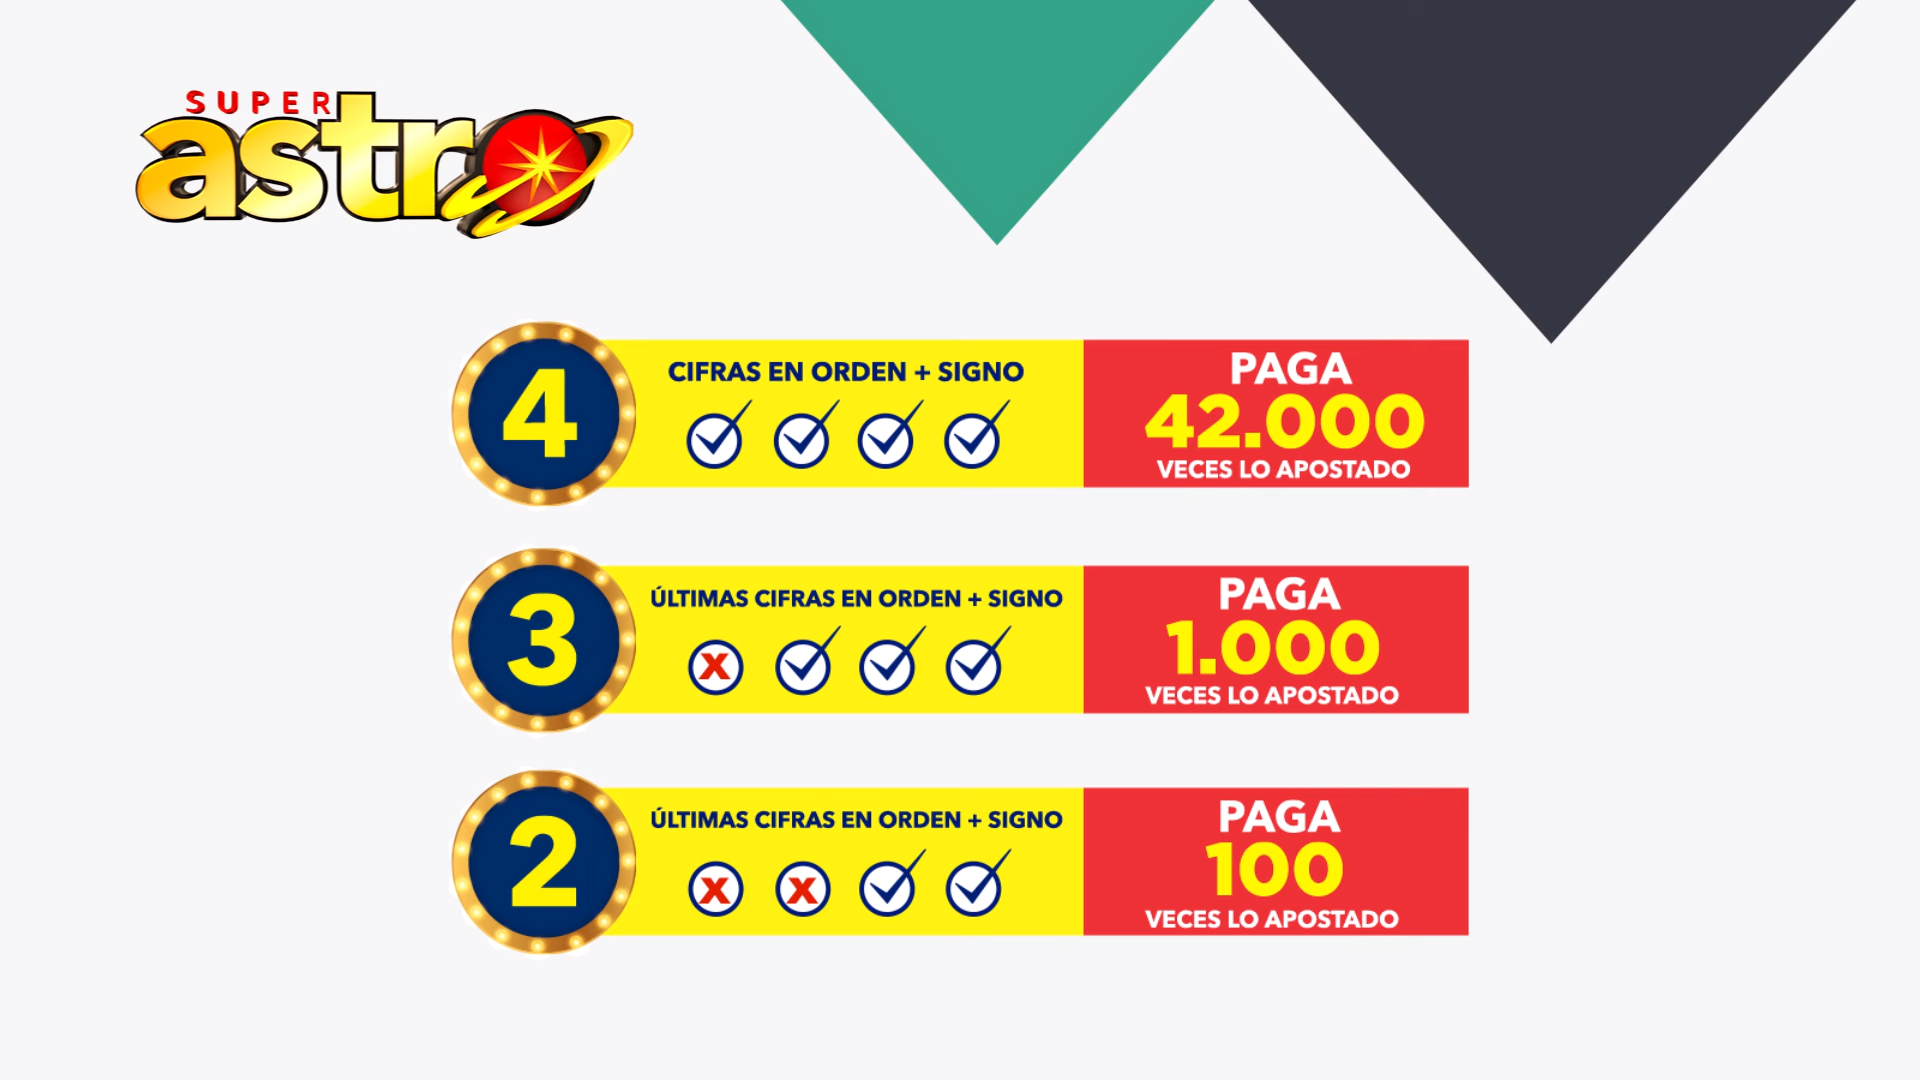 SUPER
astro
4
CIFRAS EN ORDEN + SIGNO
PAGA
42.000
VECES LO APOSTADO
3
ÚLTIMAS CIFRAS EN ORDEN + SIGNO
X
PAGA
1.000
VECES LO APOSTADO
2
ÚLTIMAS CIFRAS EN ORDEN + SIGNO
X X
PAGA
100
VECES LO APOSTADO